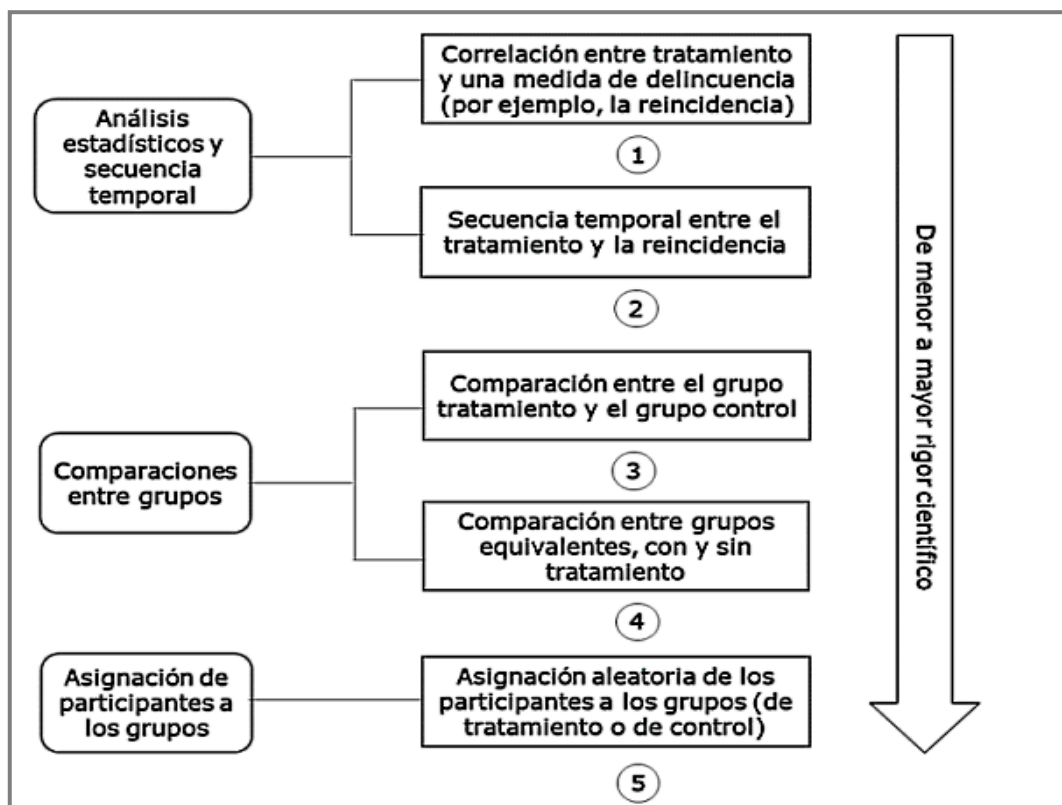 Correlación entre tratamiento
y una medida de delincuencia
(por ejemplo, la reincidencia)
Análisis
estadísticos y
secuencia
temporal
1
Secuencia temporal entre el
tratamiento y la reincidencia
2
Comparación entre el grupo
tratamiento y el grupo control
3
Comparaciones
entre grupos
Comparación entre grupos
equivalentes, con y sin
tratamiento
4
Asignación de
participantes a
los grupos
Asignación aleatoria de los
participantes a los grupos (de
tratamiento o de control)
5
De menor a mayor rigor científico